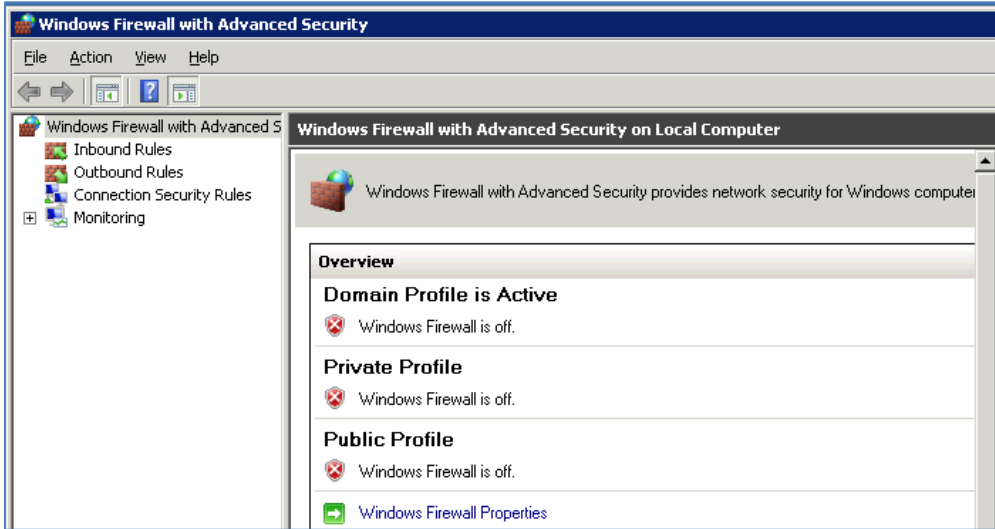 Windows Firewall with Advanced Security
File Action View Help
Windows Firewall with Advanced S
Inbound Rules
Outbound Rules
Connection Security Rules
Monitoring
Windows Firewall with Advanced Security on Local Computer
Windows Firewall with Advanced Security provides network security for Windows computer
Overview
Domain Profile is Active
Windows Firewall is off.
Private Profile
Windows Firewall is off.
Public Profile
Windows Firewall is off.
Windows Firewall Properties